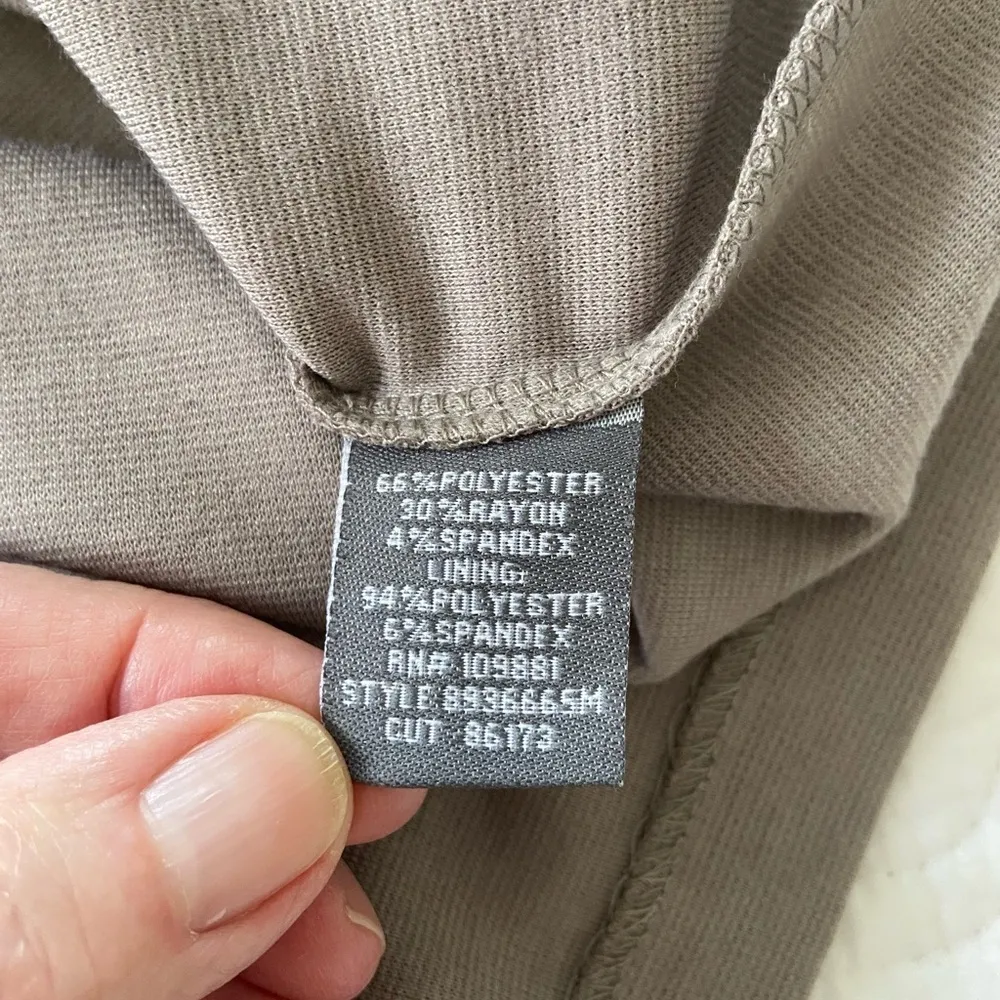 66%POLYESTER
30%RAYON
4%SPANDEX
LINING:
94%POLYESTER
6%SPANDEX
RN# 109881
STYLE 8936665M
CUT 86173